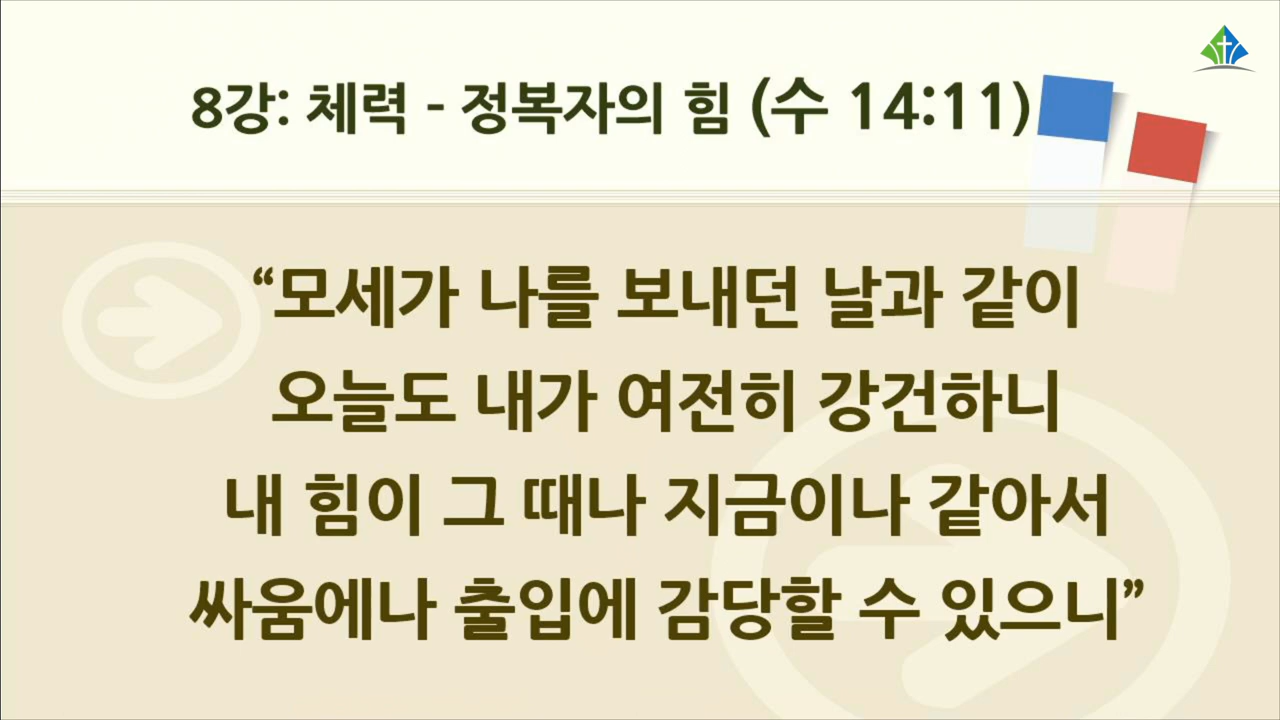 8강: 체력 - 정복자의 힘 (수 14:11)
“모세가 나를 보내던 날과 같이
오늘도 내가 여전히 강건하니
내 힘이 그 때나 지금이나 같아서
싸움에나 출입에 감당할 수 있으니”